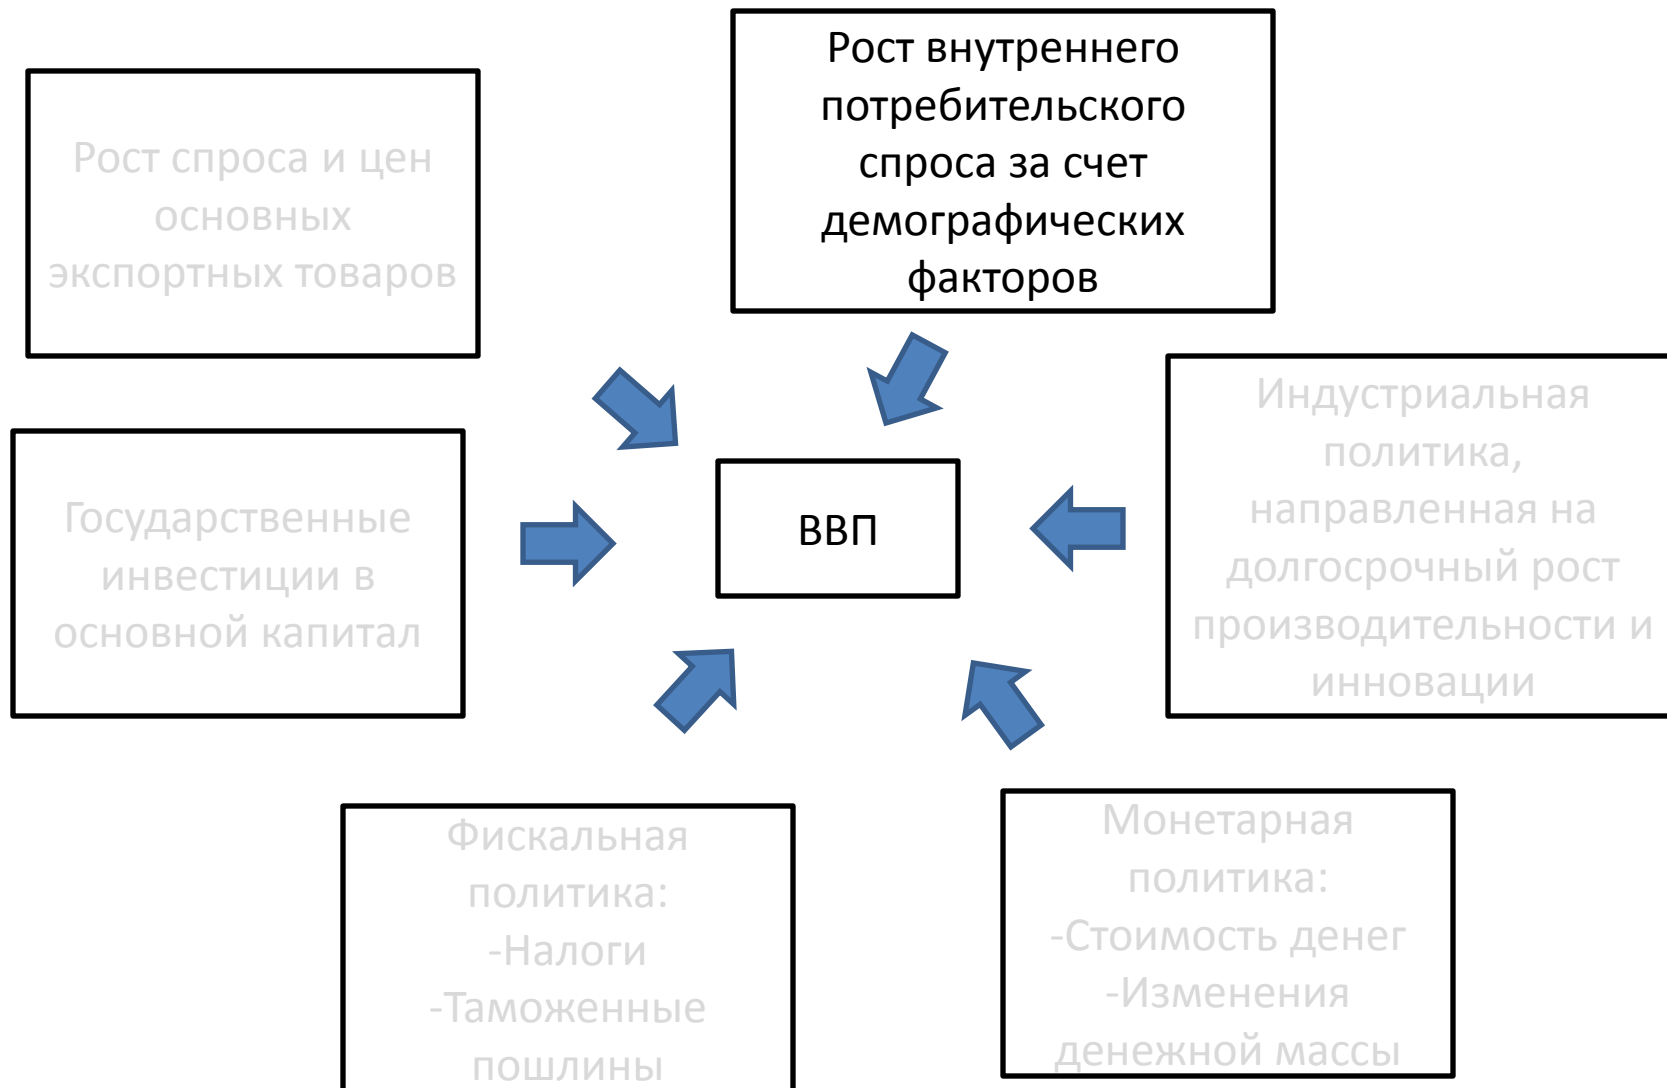 Рост внутреннего
потребительского
спроса за счет
демографических
факторов
Рост спроса и цен
основных
экспортных товаров
Индустриальная
политика,
направленная на
долгосрочный рост
производительности и
инновации
Государственные
инвестиции в
основной капитал
ВВП
Фискальная
политика:
-Налоги
-Таможенные
пошлины
Монетарная
политика:
-Стоимость денег
-Изменения
денежной массы